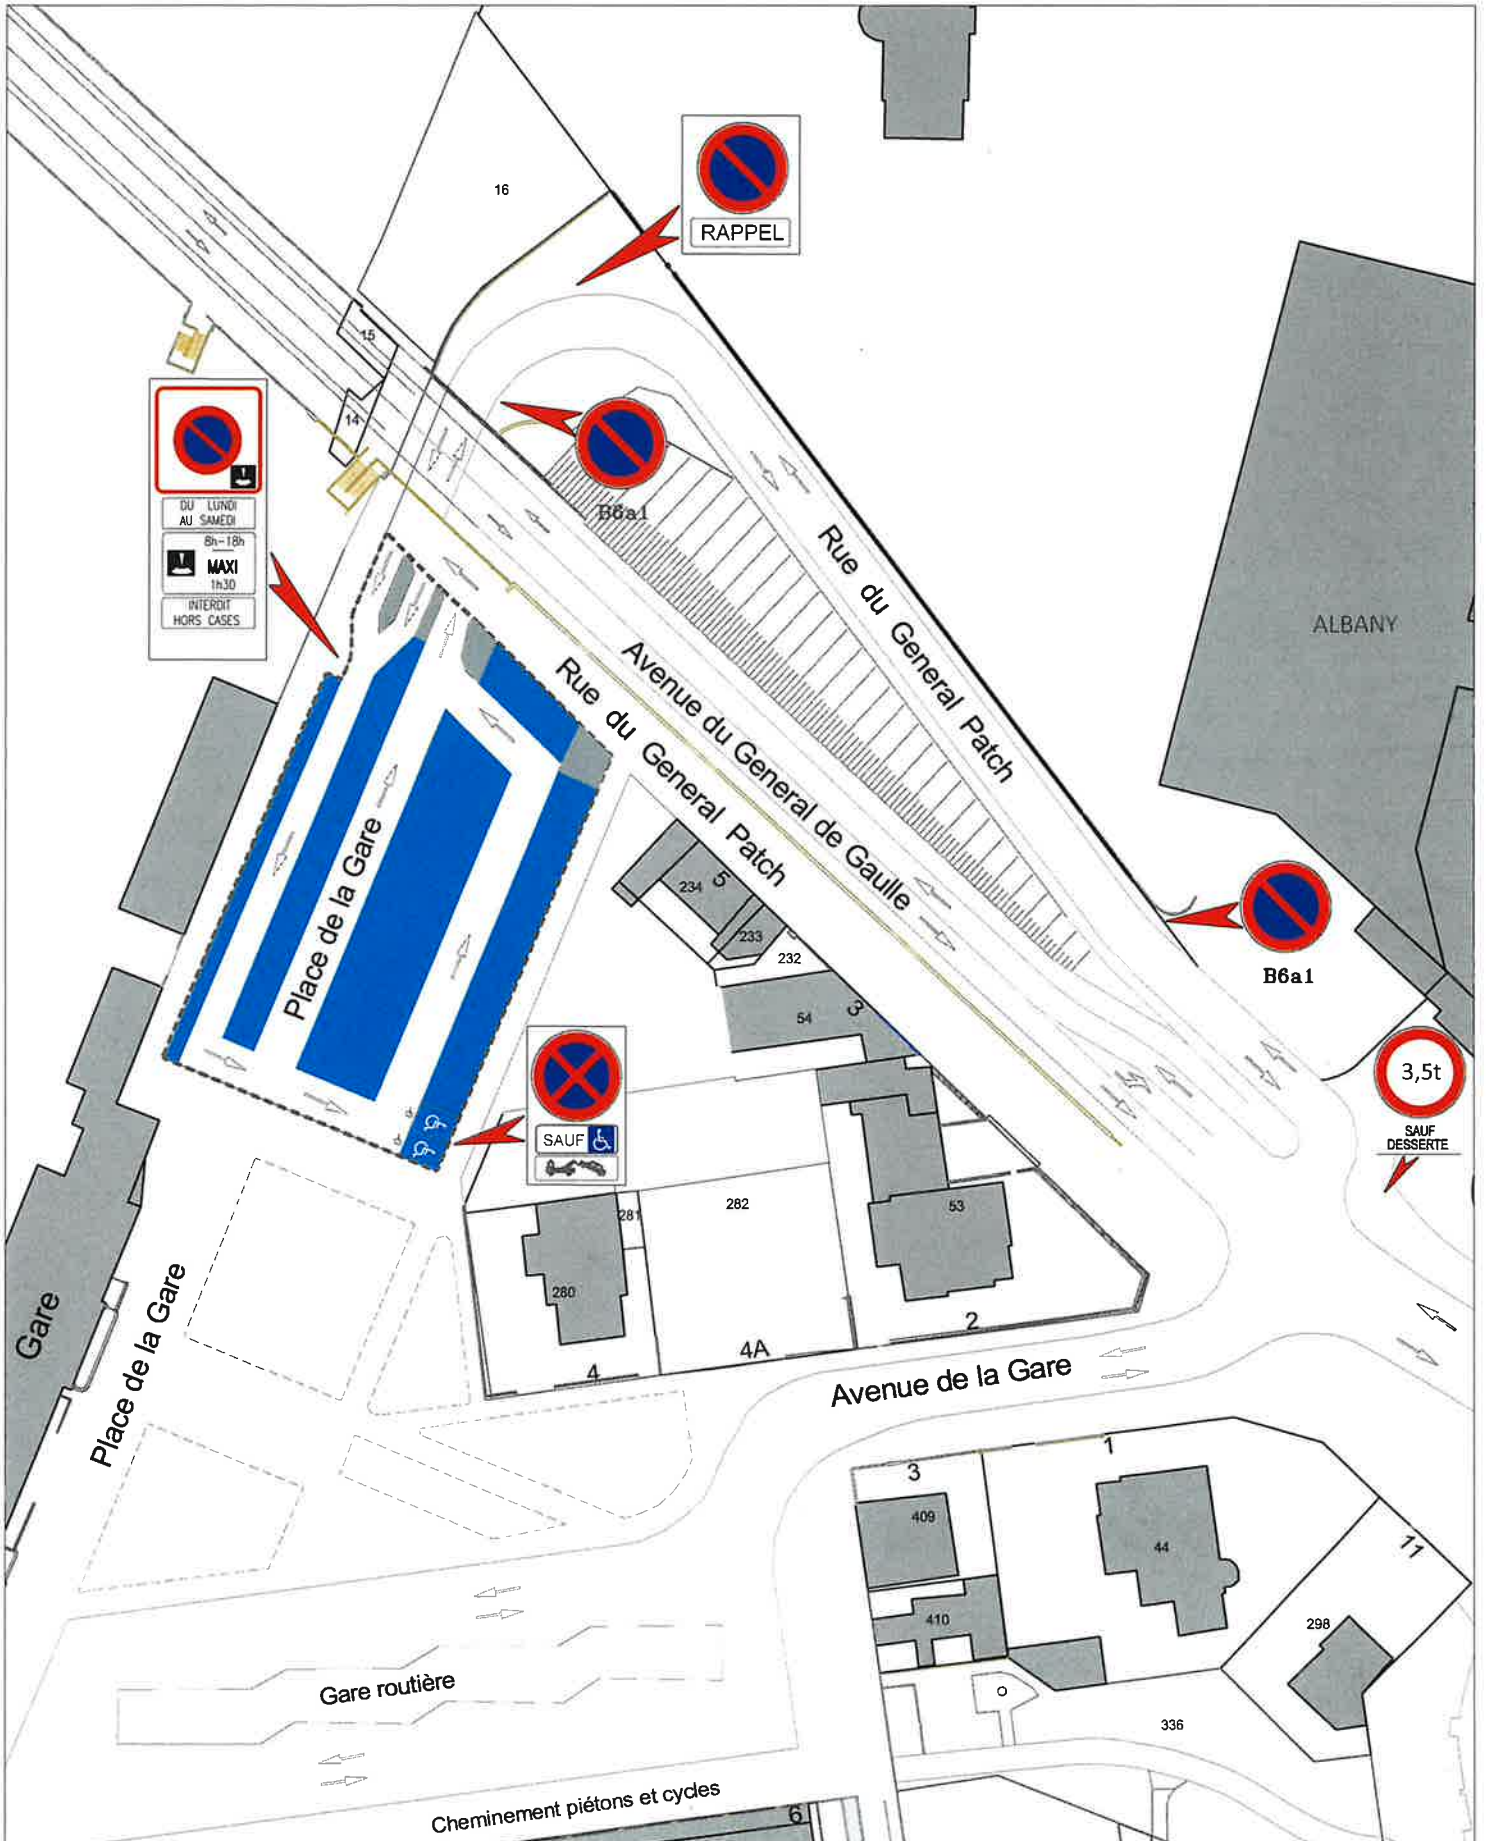 16
RAPPEL
15
14
B6a1
DU LUNDI
AU SAMEDI
8h-18h
MAXI
1h30
INTERDIT
HORS CASES
Rue du General Patch
ALBANY
Avenue du General de Gaulle
Rue du General Patch
Place de la Gare
234
5
233
232
54
3
B6a1
3,5t
SAUF
DESSERTE
SAUF
281
282
53
280
Gare
Place de la Gare
4
4A
2
Avenue de la Gare
1
3
409
44
11
410
298
Gare routière
336
Cheminement piétons et cycles
6